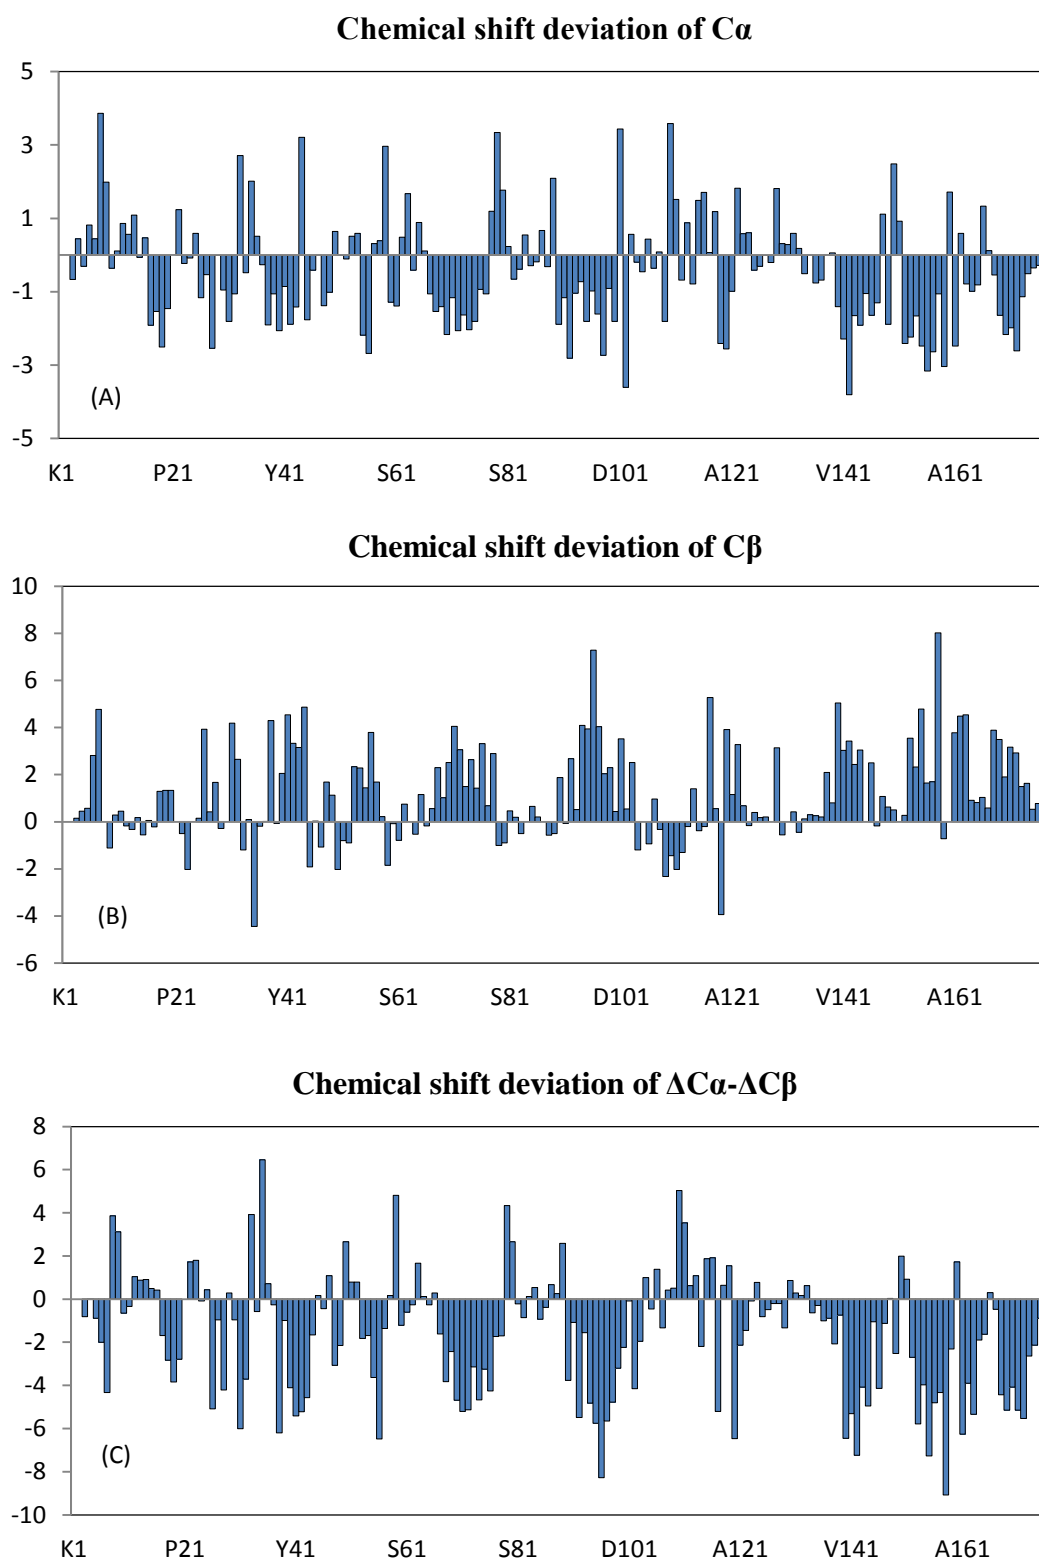 Chemical shift deviation of Cα
5
3
1
-1
-3
-5
(A)
K1 P21 Y41 S61 S81 D101 A121 V141 A161
Chemical shift deviation of Cβ
10
8
6
4
2
0
-2
-4
-6
(B)
K1 P21 Y41 S61 S81 D101 A121 V141 A161
Chemical shift deviation of ΔCα-ΔCβ
8
6
4
2
0
-2
-4
-6
-8
-10
(C)
K1 P21 Y41 S61 S81 D101 A121 V141 A161